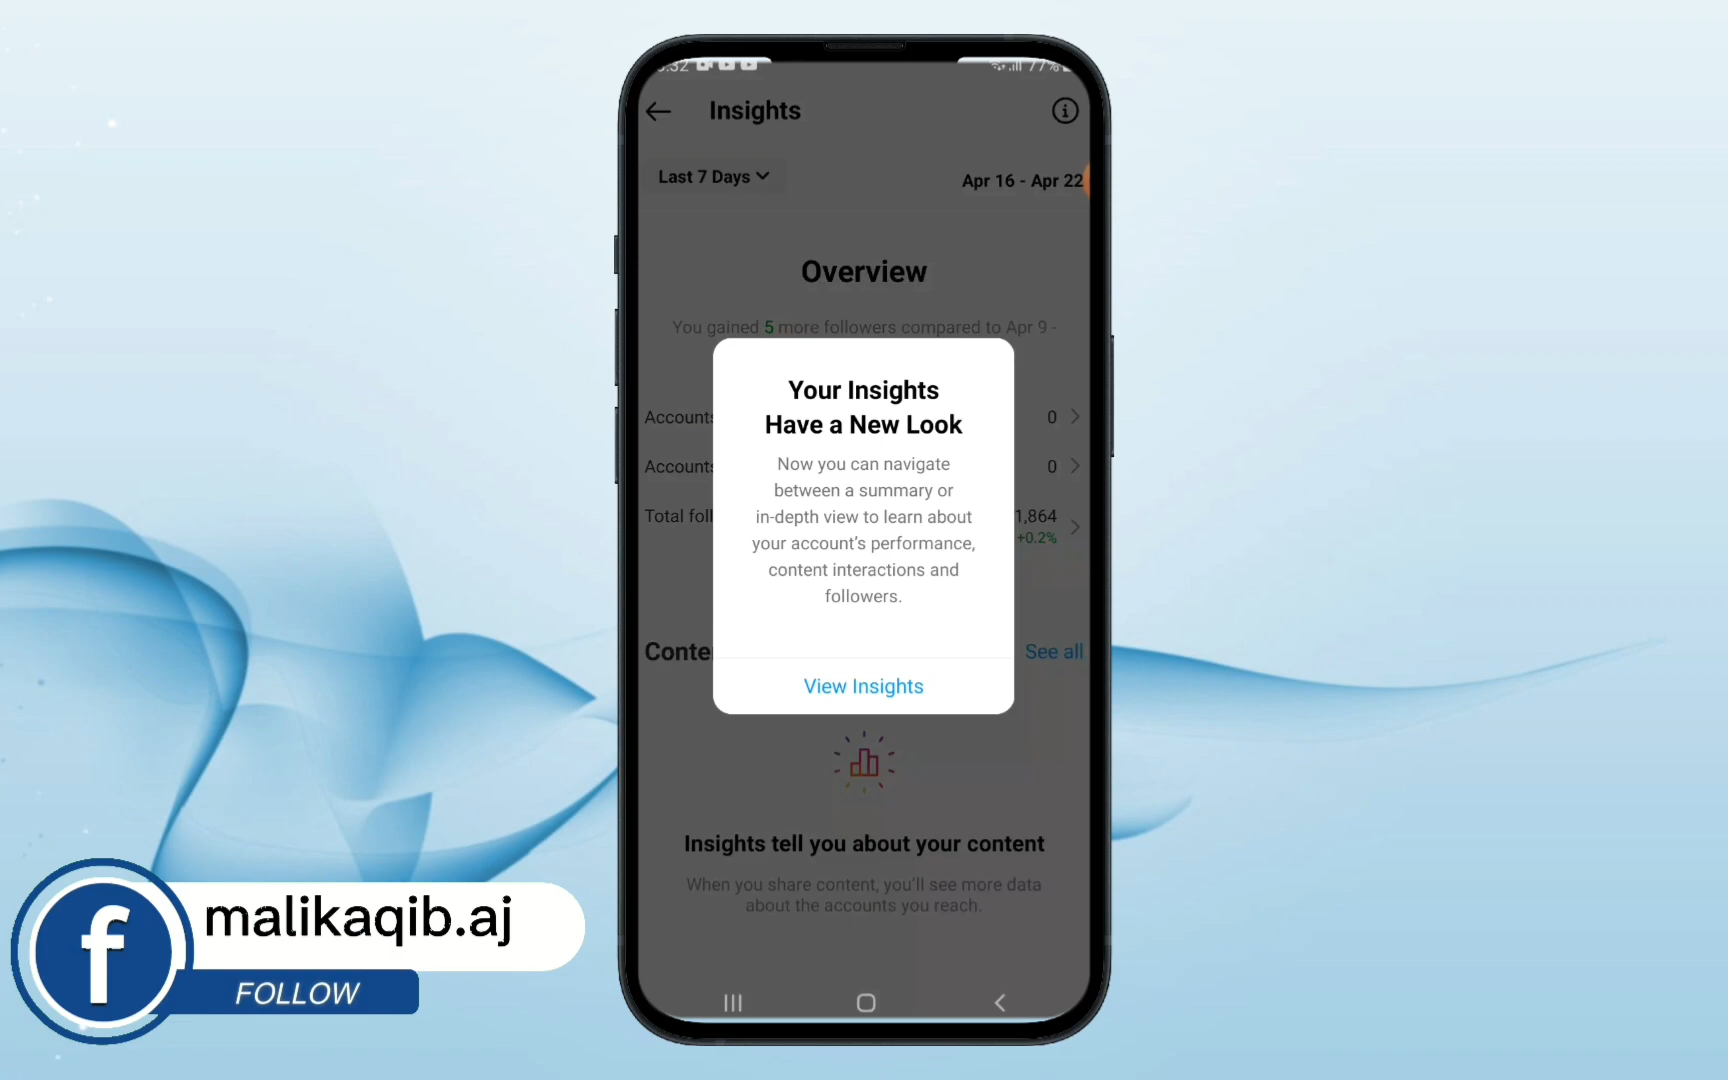 77%
Insights
Last 7 Days
Apr 16 - Apr 22
Overview
You gained 5 more followers compared to Apr 9 -
Your Insights
Have a New Look
Now you can navigate
between a summary or
in-depth view to learn about
your account's performance,
content interactions and
followers.
View Insights
Accounts 0
Accounts 0
Total foll 1,864
+0.2%
Conte See all
Insights tell you about your content
When you share content, you'll see more data
about the accounts you reach.
malikaqib.aj
FOLLOW